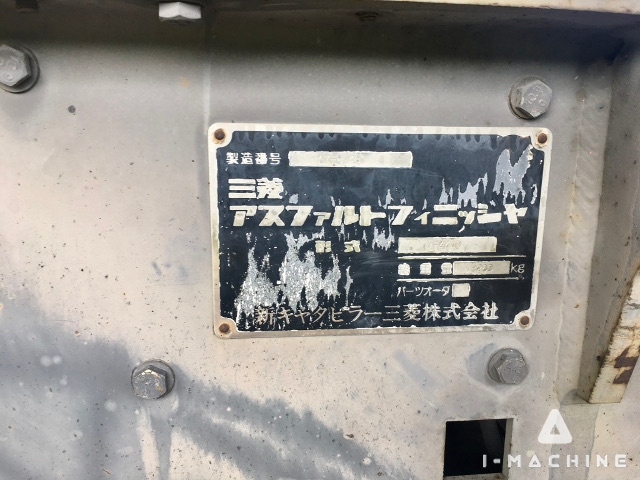 製造番号
三菱
アスファルトフィニッシャ
形式
kg
パーツオーダ
新キャタピラー三菱株式会社
I-MACHINE